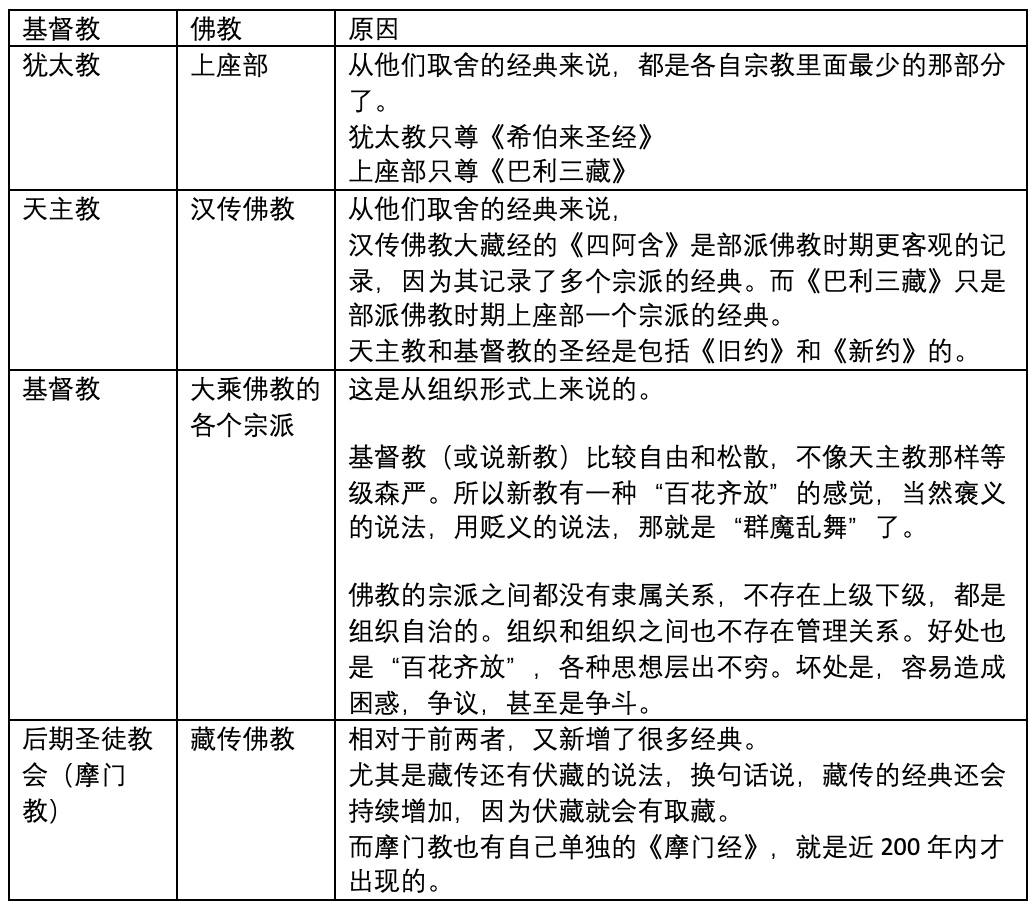 基督教 佛教 原因
犹太教 上座部 从他们取舍的经典来说，都是各自宗教里面最少的那部分
了。
犹太教只尊《希伯来圣经》
上座部只尊《巴利三藏》
天主教 汉传佛教 从他们取舍的经典来说，
汉传佛教大藏经的《四阿含》是部派佛教时期更客观的记
录，因为其记录了多个宗派的经典。而《巴利三藏》只是
部派佛教时期上座部一个宗派的经典。
天主教和基督教的圣经是包括《旧约》和《新约》的。
基督教 大乘佛教的 这是从组织形式上来说的。
各个宗派
基督教（或说新教）比较自由和松散，不像天主教那样等
级森严。所以新教有一种“百花齐放”的感觉，当然褒义
的说法，用贬义的说法，那就是“群魔乱舞”了。
佛教的宗派之间都没有隶属关系，不存在上级下级，都是
组织自治的。组织和组织之间也不存在管理关系。好处也
是“百花齐放”，各种思想层出不穷。坏处是，容易造成
困惑，争议，甚至是争斗。
后期圣徒教 藏传佛教 相对于前两者，又新增了很多经典。
会（摩门 尤其是藏传还有伏藏的说法，换句话说，藏传的经典还会
教） 持续增加，因为伏藏就会有取藏。
而摩门教也有自己单独的《摩门经》，就是近 200 年内才
出现的。